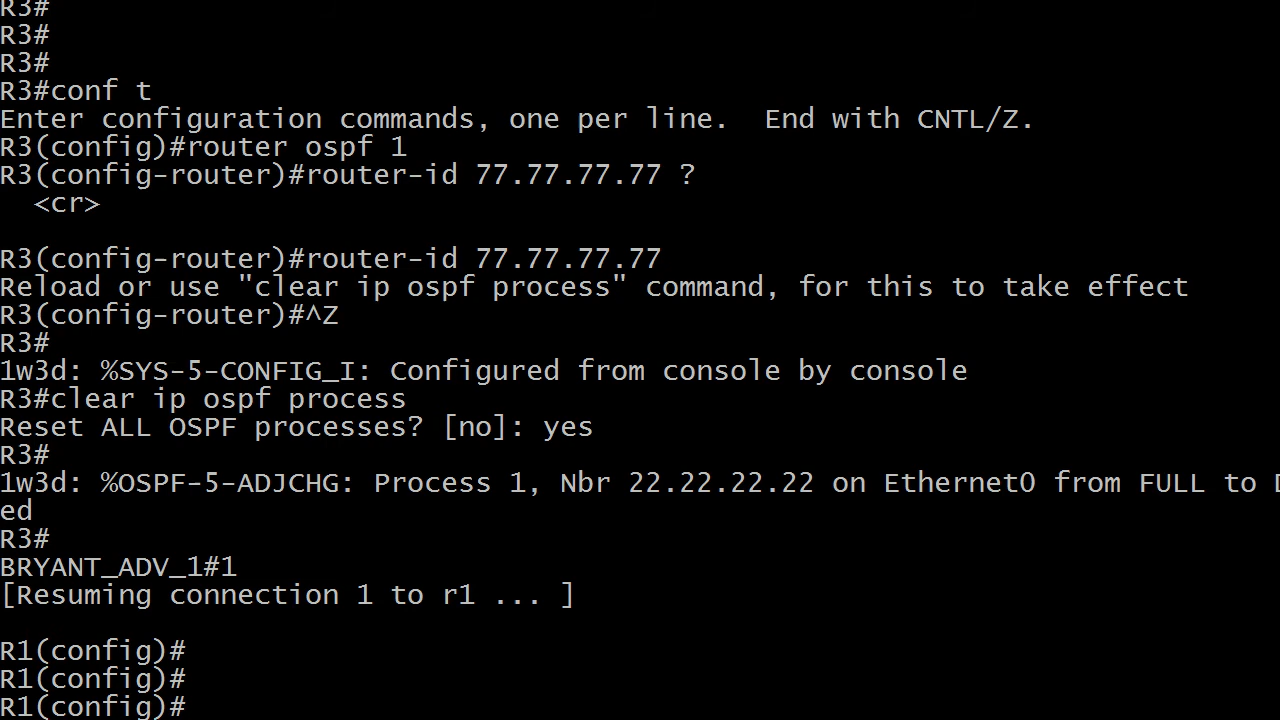 R3#
R3#
R3#
R3#conf t
Enter configuration commands, one per line.  End with CNTL/Z.
R3(config)#router ospf 1
R3(config-router)#router-id 77.77.77.77 ?
  <cr>
R3(config-router)#router-id 77.77.77.77
Reload or use "clear ip ospf process" command, for this to take effect
R3(config-router)#^Z
R3#
1w3d: %SYS-5-CONFIG_I: Configured from console by console
R3#clear ip ospf process
Reset ALL OSPF processes? [no]: yes
R3#
1w3d: %OSPF-5-ADJCHG: Process 1, Nbr 22.22.22.22 on Ethernet0 from FULL to
ed
R3#
BRYANT_ADV_1#1
[Resuming connection 1 to r1 ... ]
R1(config)#
R1(config)#
R1(config)#